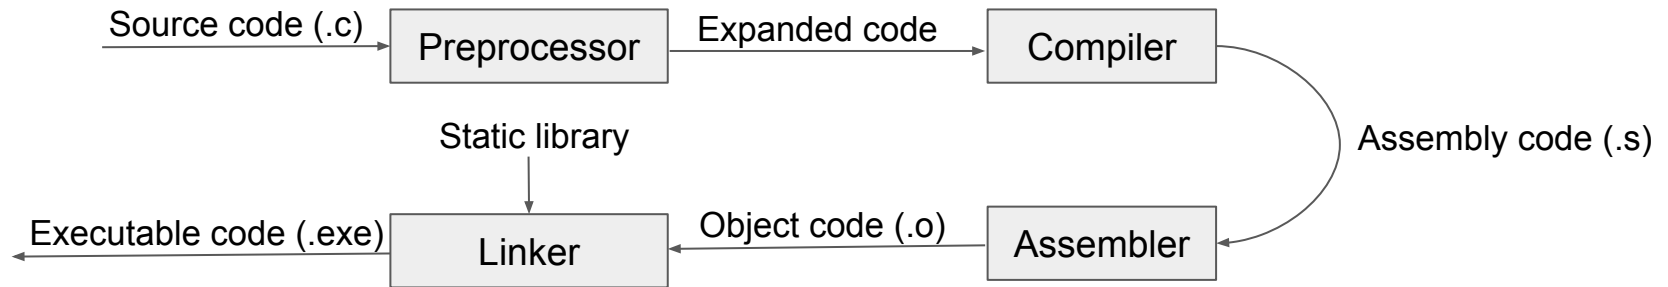 Source code (.c)
Preprocessor
Expanded code
Compiler
Assembly code (.s)
Assembler
Object code (.o)
Static library
Linker
Executable code (.exe)